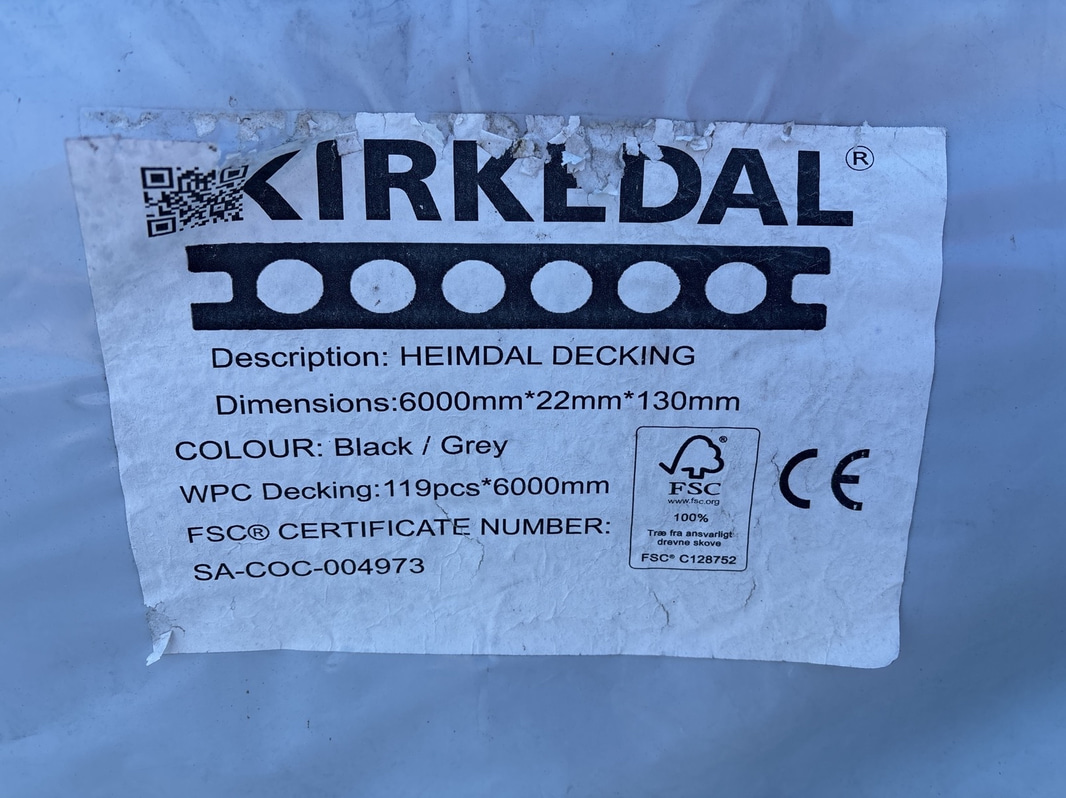 KIRKEDAL®
Description: HEIMDAL DECKING
Dimensions:6000mm*22mm*130mm
COLOUR: Black / Grey
WPC Decking:119pcs*6000mm
FSC® CERTIFICATE NUMBER:
SA-COC-004973
®
FSC
www.fsc.org
100%
Træ fra ansvarligt
drevne skove
FSC® C128752
CE